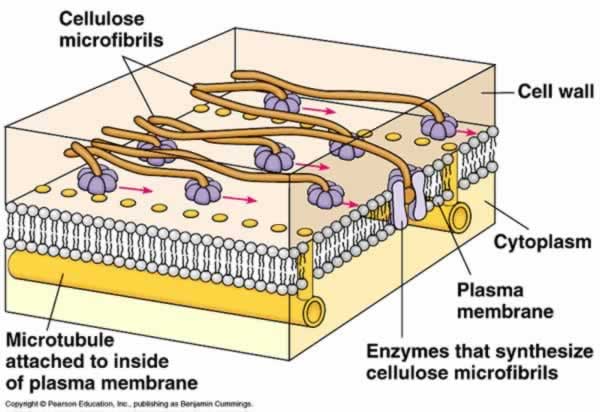 Cellulose
microfibrils
Cell wall
Cytoplasm
Plasma
membrane
Enzymes that synthesize
cellulose microfibrils
Microtubule
attached to inside
of plasma membrane
Copyright © Pearson Education, Inc., publishing as Benjamin Cummings.